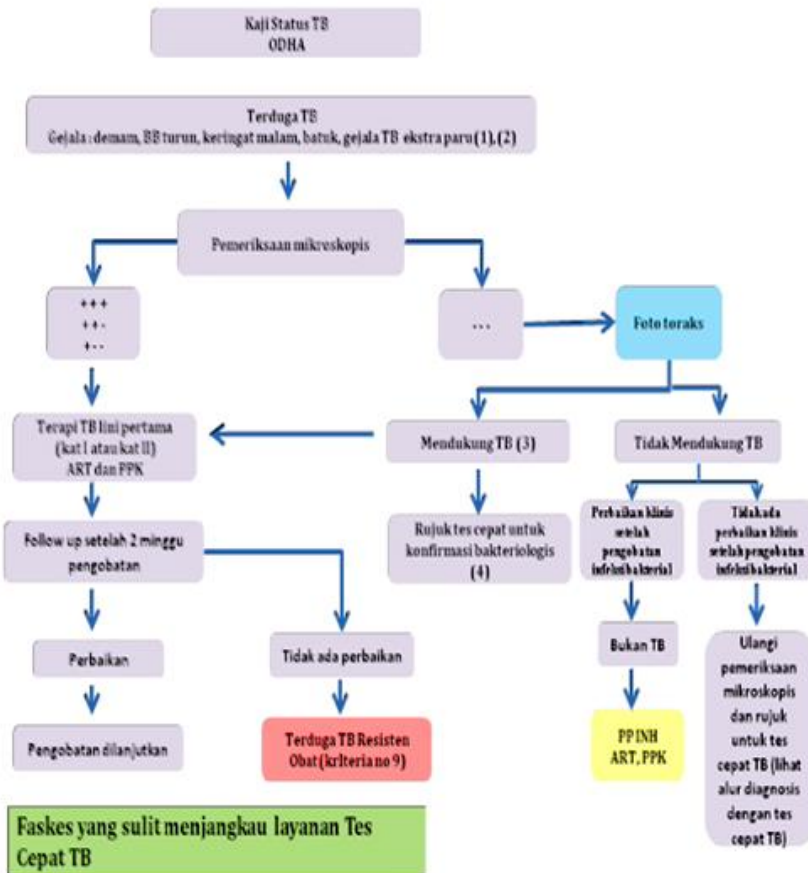 Kaji Status TB
ODHA
Terduga TB
Gejala : demam, BB turun, keringat malam, batuk, gejala TB ekstra paru (1), (2)
Pemeriksaan mikroskopis
+ + +
+ + -
+ - -
- - -
Foto toraks
Terapi TB lini pertama
(kat I atau kat II)
ART dan PPK
Mendukung TB (3)
Tidak Mendukung TB
Follow up setelah 2 minggu
pengobatan
Rujuk tes cepat untuk
konfirmasi bakteriologis
(4)
Perbaikan klinis
setelah
pengobatan
infeksi bakterial
Tidak ada
perbaikan klinis
setelah pengobatan
infeksi bakterial
Perbaikan
Tidak ada perbaikan
Bukan TB
Ulangi
pemeriksaan
mikroskopis
dan rujuk
untuk tes
cepat TB (lihat
alur diagnosis
dengan tes
cepat TB)
Pengobatan dilanjutkan
Terduga TB Resisten
Obat (kriteria no 9)
PP INH
ART, PPK
Faskes yang sulit menjangkau layanan Tes
Cepat TB